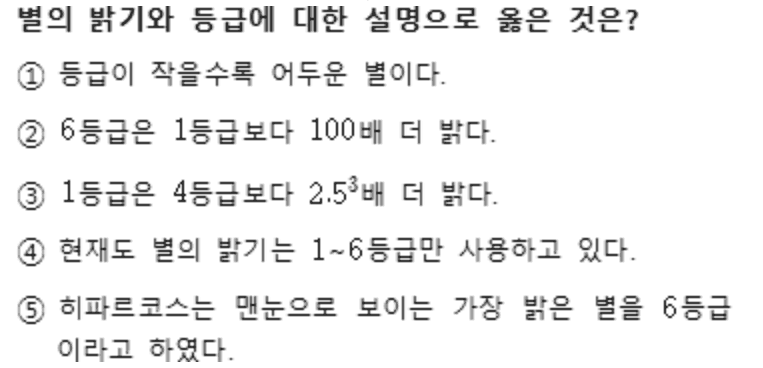 별의 밝기와 등급에 대한 설명으로 옳은 것은?
① 등급이 작을수록 어두운 별이다.
② 6등급은 1등급보다 100배 더 밝다.
③ 1등급은 4등급보다 2.5³배 더 밝다.
④ 현재도 별의 밝기는 1~6등급만 사용하고 있다.
⑤ 히파르코스는 맨눈으로 보이는 가장 밝은 별을 6등급
이라고 하였다.